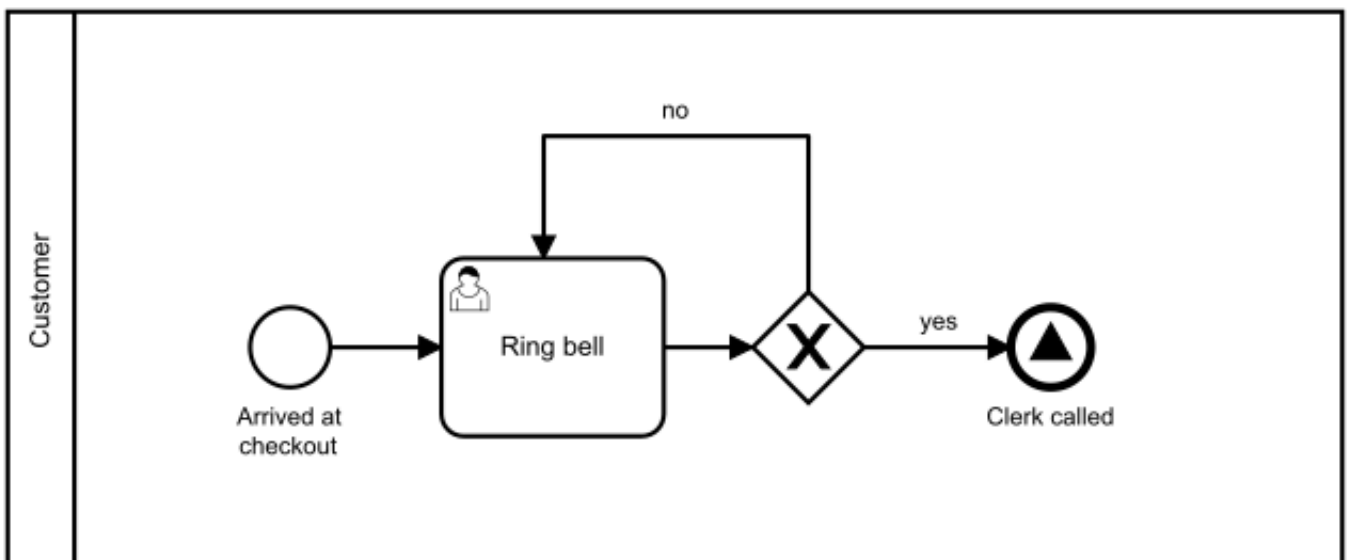 Customer
no
Ring bell
X
yes
Arrived at
checkout
Clerk called